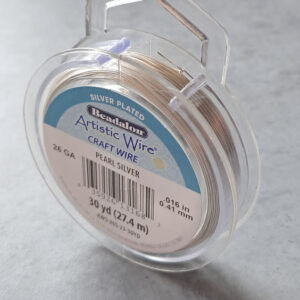 SILVER PLATED
Beadalon®
Artistic Wire®
CRAFT WIRE
26 GA
PEARL SILVER
.016 in
0.41 mm
30 yd (27.4 m)